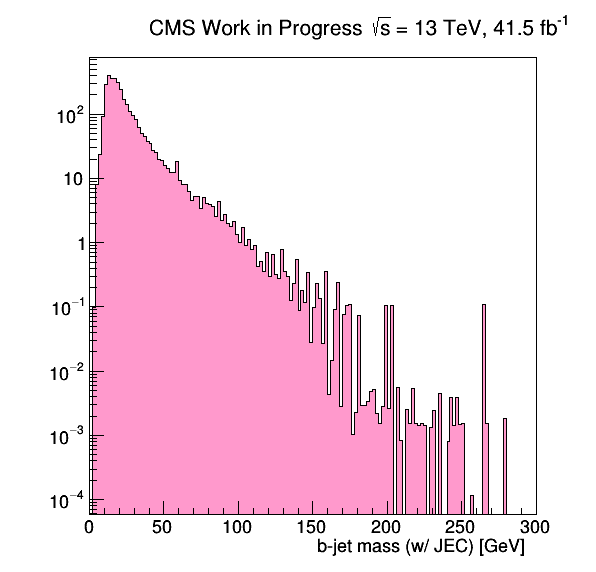 CMS Work in Progress √s = 13 TeV, 41.5 fb⁻¹
10²
10
1
10⁻¹
10⁻²
10⁻³
10⁻⁴
0 50 100 150 200 250 300
b-jet mass (w/ JEC) [GeV]